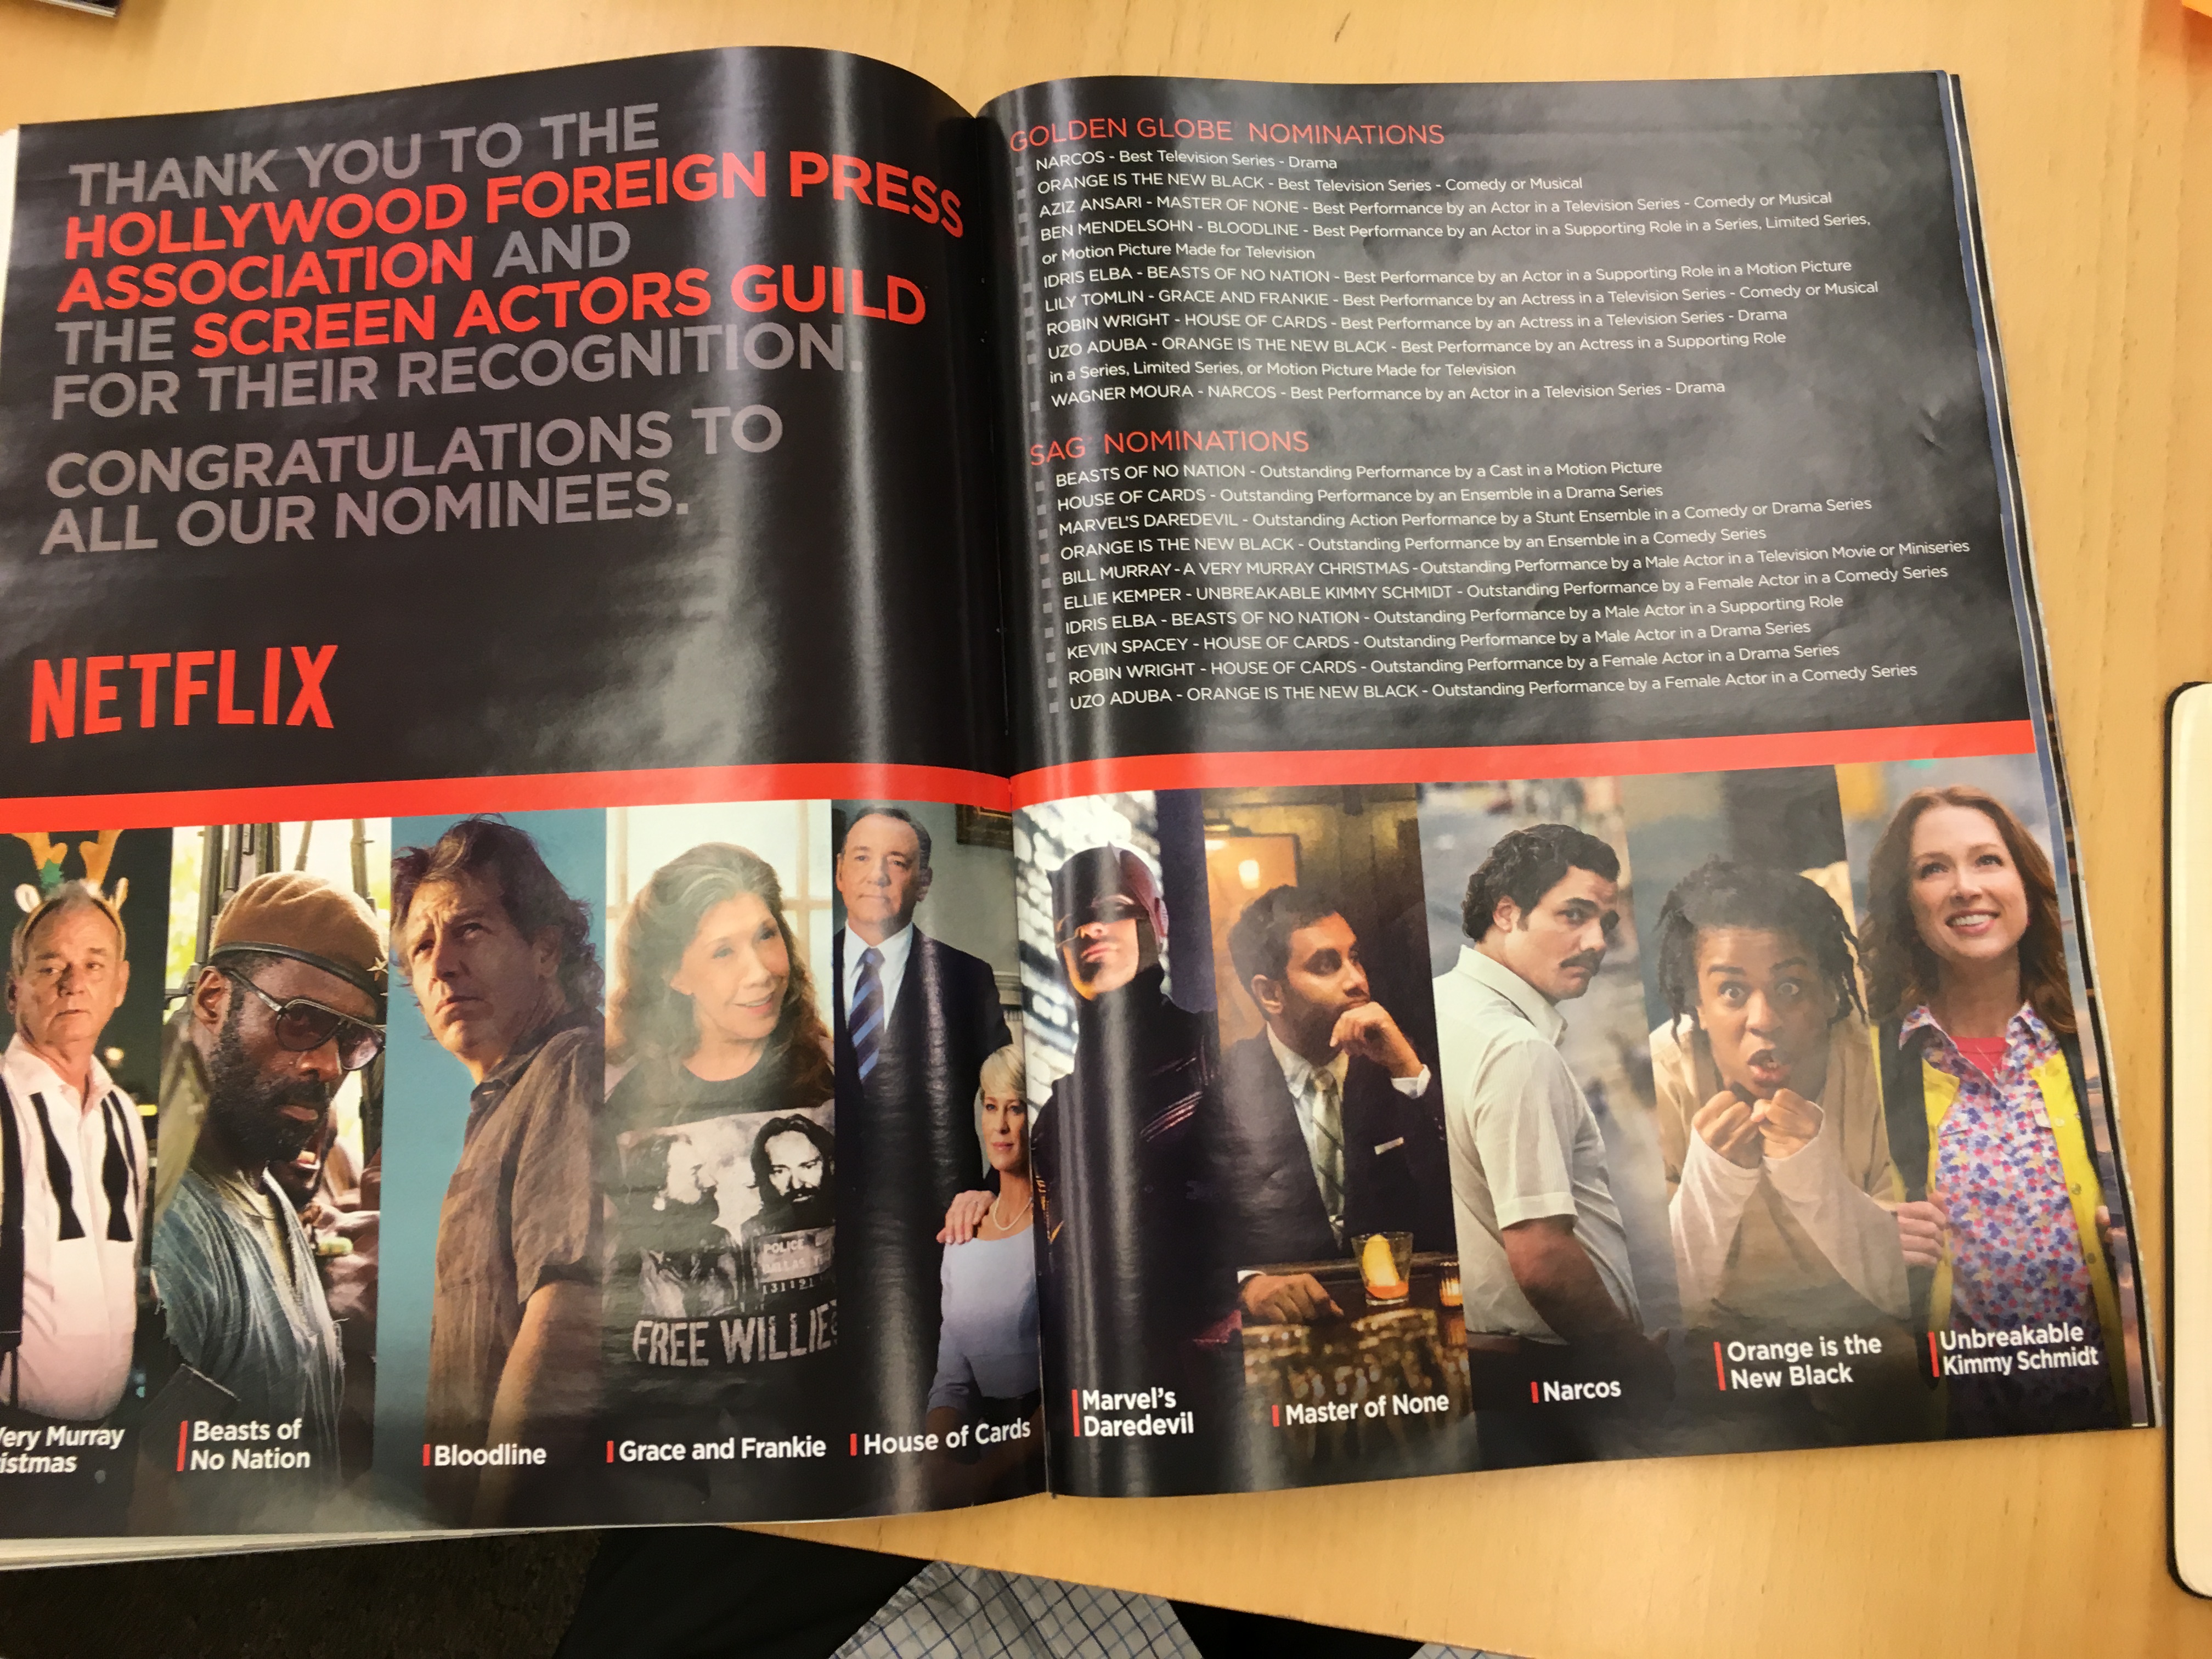 THANK YOU TO THE
HOLLYWOOD FOREIGN PRESS
ASSOCIATION AND
THE SCREEN ACTORS GUILD
FOR THEIR RECOGNITION.
CONGRATULATIONS TO
ALL OUR NOMINEES.
NETFLIX
GOLDEN GLOBE NOMINATIONS
NARCOS - Best Television Series - Drama
ORANGE IS THE NEW BLACK - Best Television Series - Comedy or Musical
AZIZ ANSARI - MASTER OF NONE - Best Performance by an Actor in a Television Series - Comedy or Musical
BEN MENDELSOHN - BLOODLINE - Best Performance by an Actor in a Supporting Role in a Series, Limited Series,
or Motion Picture Made for Television
IDRIS ELBA - BEASTS OF NO NATION - Best Performance by an Actor in a Supporting Role in a Motion Picture
LILY TOMLIN - GRACE AND FRANKIE - Best Performance by an Actress in a Television Series - Comedy or Musical
ROBIN WRIGHT - HOUSE OF CARDS - Best Performance by an Actress in a Television Series - Drama
UZO ADUBA - ORANGE IS THE NEW BLACK - Best Performance by an Actress in a Supporting Role
in a Series, Limited Series, or Motion Picture Made for Television
WAGNER MOURA - NARCOS - Best Performance by an Actor in a Television Series - Drama
SAG NOMINATIONS
BEASTS OF NO NATION - Outstanding Performance by a Cast in a Motion Picture
HOUSE OF CARDS - Outstanding Performance by an Ensemble in a Drama Series
MARVEL'S DAREDEVIL - Outstanding Action Performance by a Stunt Ensemble in a Comedy or Drama Series
ORANGE IS THE NEW BLACK - Outstanding Performance by an Ensemble in a Comedy Series
BILL MURRAY - A VERY MURRAY CHRISTMAS - Outstanding Performance by a Male Actor in a Television Movie or Miniseries
ELLIE KEMPER - UNBREAKABLE KIMMY SCHMIDT - Outstanding Performance by a Female Actor in a Comedy Series
IDRIS ELBA - BEASTS OF NO NATION - Outstanding Performance by a Male Actor in a Supporting Role
KEVIN SPACEY - HOUSE OF CARDS - Outstanding Performance by a Male Actor in a Drama Series
ROBIN WRIGHT - HOUSE OF CARDS - Outstanding Performance by a Female Actor in a Drama Series
UZO ADUBA - ORANGE IS THE NEW BLACK - Outstanding Performance by a Female Actor in a Comedy Series
FREE WILLIE
POLICE
ery Murray
istmas
Beasts of
No Nation
Bloodline
Grace and Frankie
House of Cards
Marvel's
Daredevil
Master of None
Narcos
Orange is the
New Black
Unbreakable
Kimmy Schmidt